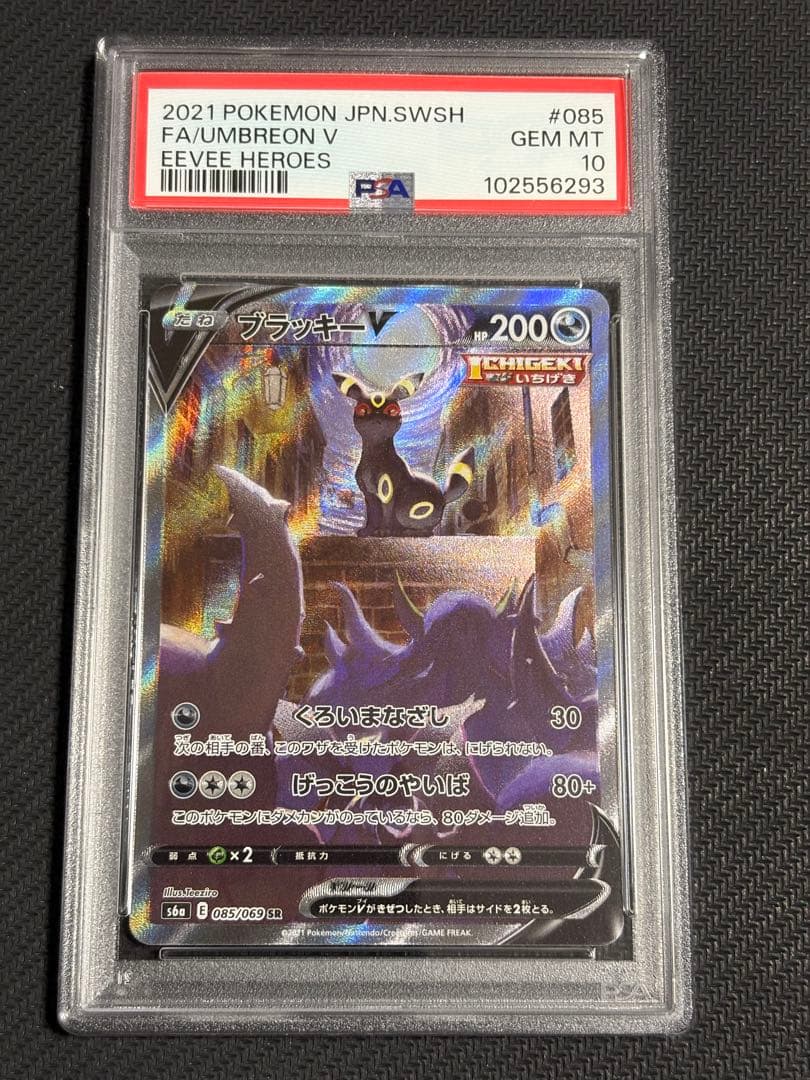 2021 POKEMON JPN.SWSH #085
FA/UMBREON V GEM MT
EEVEE HEROES 10
PSA 102556293
たね ブラッキーV HP 200
ICHIGEKI
いちげき
くろいまなざし 30
次の相手の番、このワザを受けたポケモンは、にげられない。
げっこうのやいば 80+
このポケモンにダメカンがのっているなら、80ダメージ追加。
弱点 ×2 抵抗力 にげる
Vルール
ポケモンVがきぜつしたとき、相手はサイドを2枚とる。
Illus.Teeziro
s6a E 085/069 SR
©2021 Pokémon/Nintendo/Creatures/GAME FREAK.